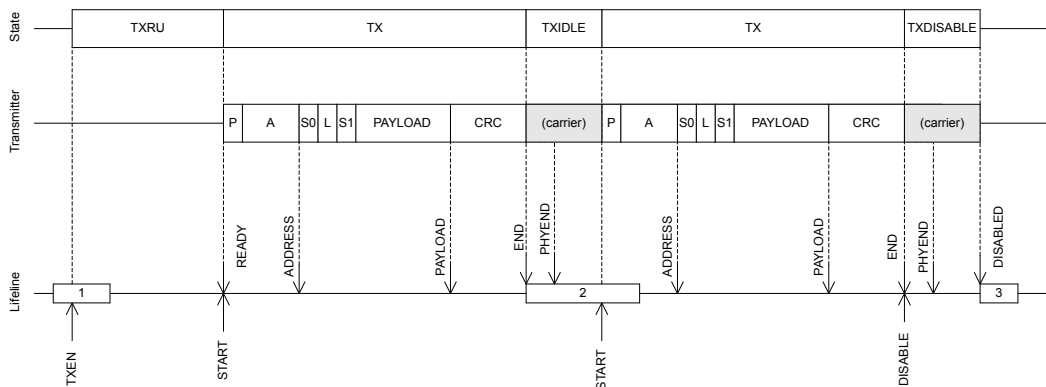 State
TXRU
TX
TXIDLE
TX
TXDISABLE
Transmitter
P
A
S0
L
S1
PAYLOAD
CRC
(carrier)
P
A
S0
L
S1
PAYLOAD
CRC
(carrier)
READY
ADDRESS
PAYLOAD
END
PHYEND
ADDRESS
PAYLOAD
END
PHYEND
DISABLED
Lifeline
1
2
3
TXEN
START
START
DISABLE